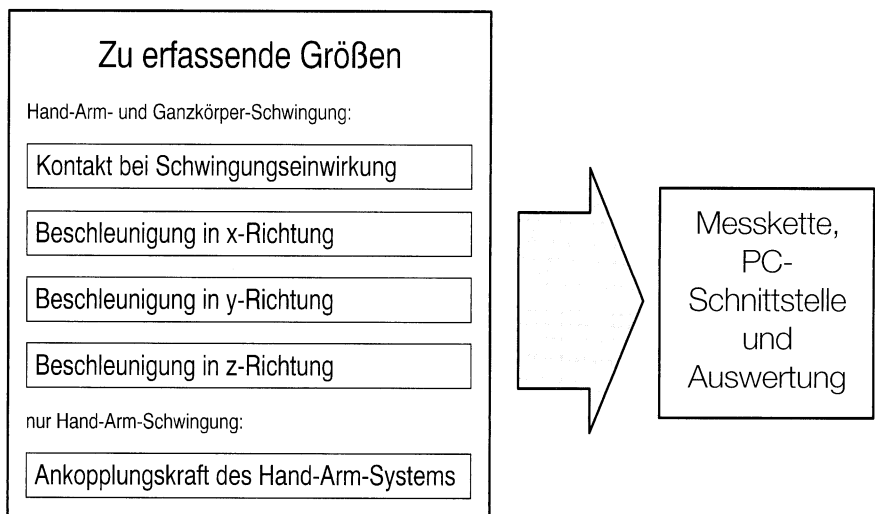 Zu erfassende Größen
Hand-Arm- und Ganzkörper-Schwingung:
Kontakt bei Schwingungseinwirkung
Beschleunigung in x-Richtung
Beschleunigung in y-Richtung
Beschleunigung in z-Richtung
nur Hand-Arm-Schwingung:
Ankopplungskraft des Hand-Arm-Systems
Messkette,
PC-
Schnittstelle
und
Auswertung